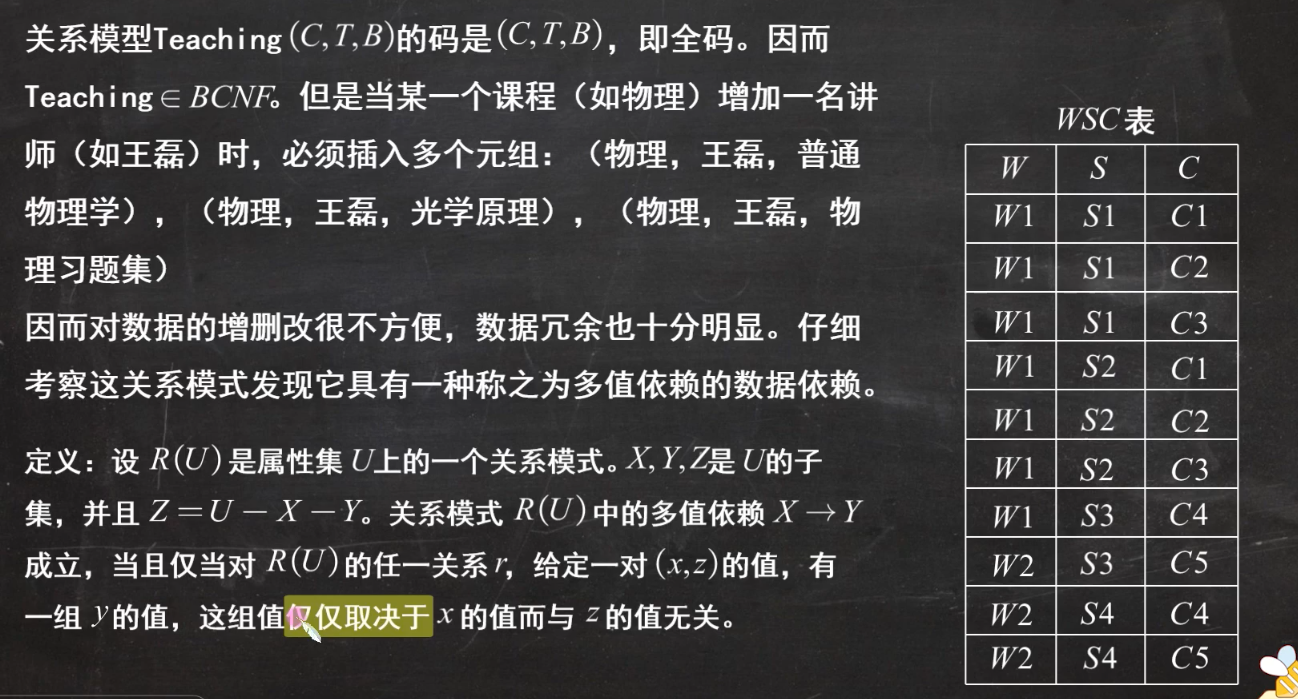 关系模型Teaching(C,T,B)的码是(C,T,B)，即全码。因而
Teaching∈BCNF。但是当某一个课程（如物理）增加一名讲
师（如王磊）时，必须插入多个元组：（物理，王磊，普通
物理学），（物理，王磊，光学原理），（物理，王磊，物
理习题集）
因而对数据的增删改很不方便，数据冗余也十分明显。仔细
考察这关系模式发现它具有一种称之为多值依赖的数据依赖。
定义：设 R(U)是属性集 U上的一个关系模式。X,Y,Z是 U的子
集，并且 Z=U-X-Y。关系模式 R(U)中的多值依赖 X→Y
成立，当且仅当对 R(U)的任一关系 r，给定一对(x,z)的值，有
一组 y的值，这组值仅仅取决于 x 的值而与 z 的值无关。
WSC表
W S C
W1 S1 C1
W1 S1 C2
W1 S1 C3
W1 S2 C1
W1 S2 C2
W1 S2 C3
W1 S3 C4
W2 S3 C5
W2 S4 C4
W2 S4 C5